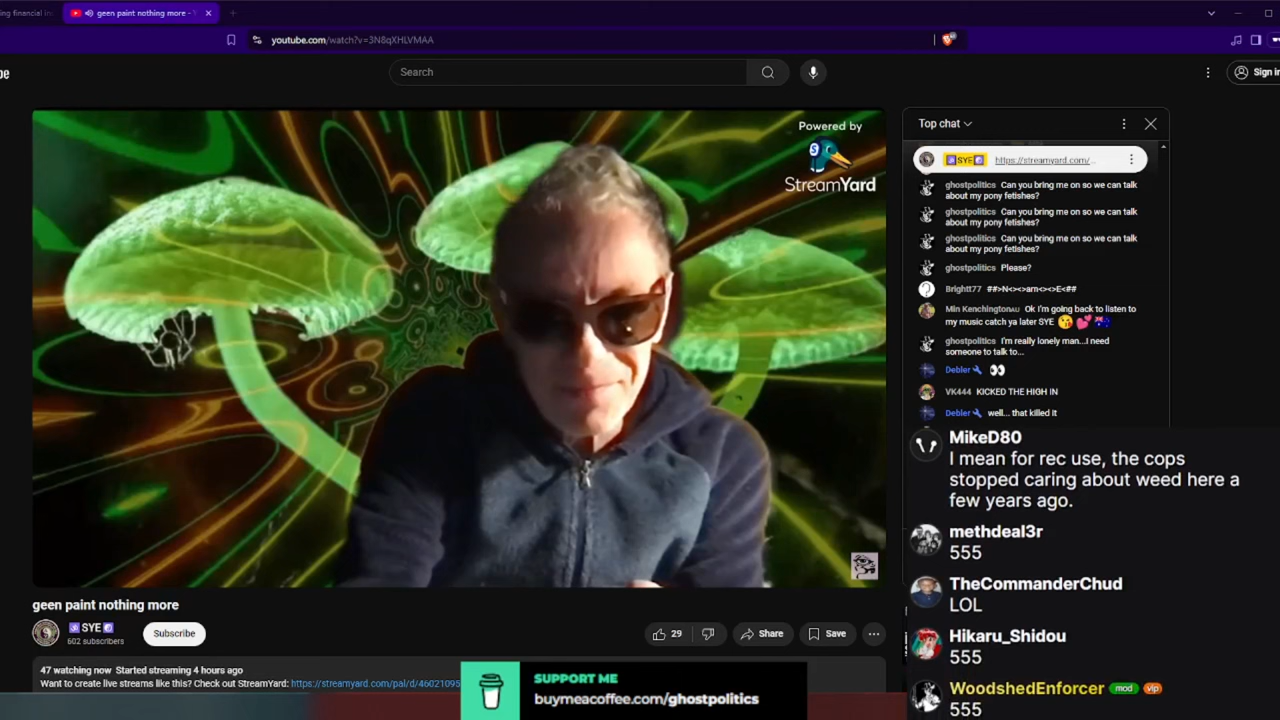 ng financial in
geen paint nothing more -
youtube.com/watch?v=3N8qXHLVMAA
be
Search
Sign in
Powered by
StreamYard
Top chat
SYE https://streamyard.com/...
ghostpolitics Can you bring me on so we can talk
about my pony fetishes?
ghostpolitics Can you bring me on so we can talk
about my pony fetishes?
ghostpolitics Can you bring me on so we can talk
about my pony fetishes?
ghostpolitics Please?
Brightt77 ##>N<><>am<><>E<##
Min Kenchington Ok I'm going back to listen to
my music catch ya later SYE 😘 💕 🇦🇺
ghostpolitics I'm really lonely man...I need
someone to talk to...
Debler 👀
VK444 KICKED THE HIGH IN
Debler well... that killed it
MikeD80
I mean for rec use, the cops
stopped caring about weed here a
few years ago.
methdeal3r
555
TheCommanderChud
LOL
Hikaru_Shidou
555
WoodshedEnforcer mod vip
555
geen paint nothing more
SYE
602 subscribers
Subscribe
29
Share
Save
47 watching now Started streaming 4 hours ago
Want to create live streams like this? Check out StreamYard: https://streamyard.com/pal/d/46021095
SUPPORT ME
buymeacoffee.com/ghostpolitics